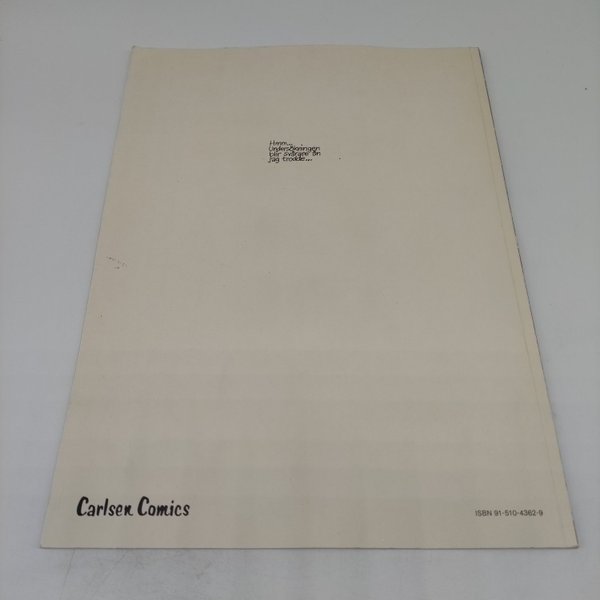 Hmm...
Undersökningen
blir svårare än
jag trodde...
Carlsen Comics
ISBN 91-510-4362-9